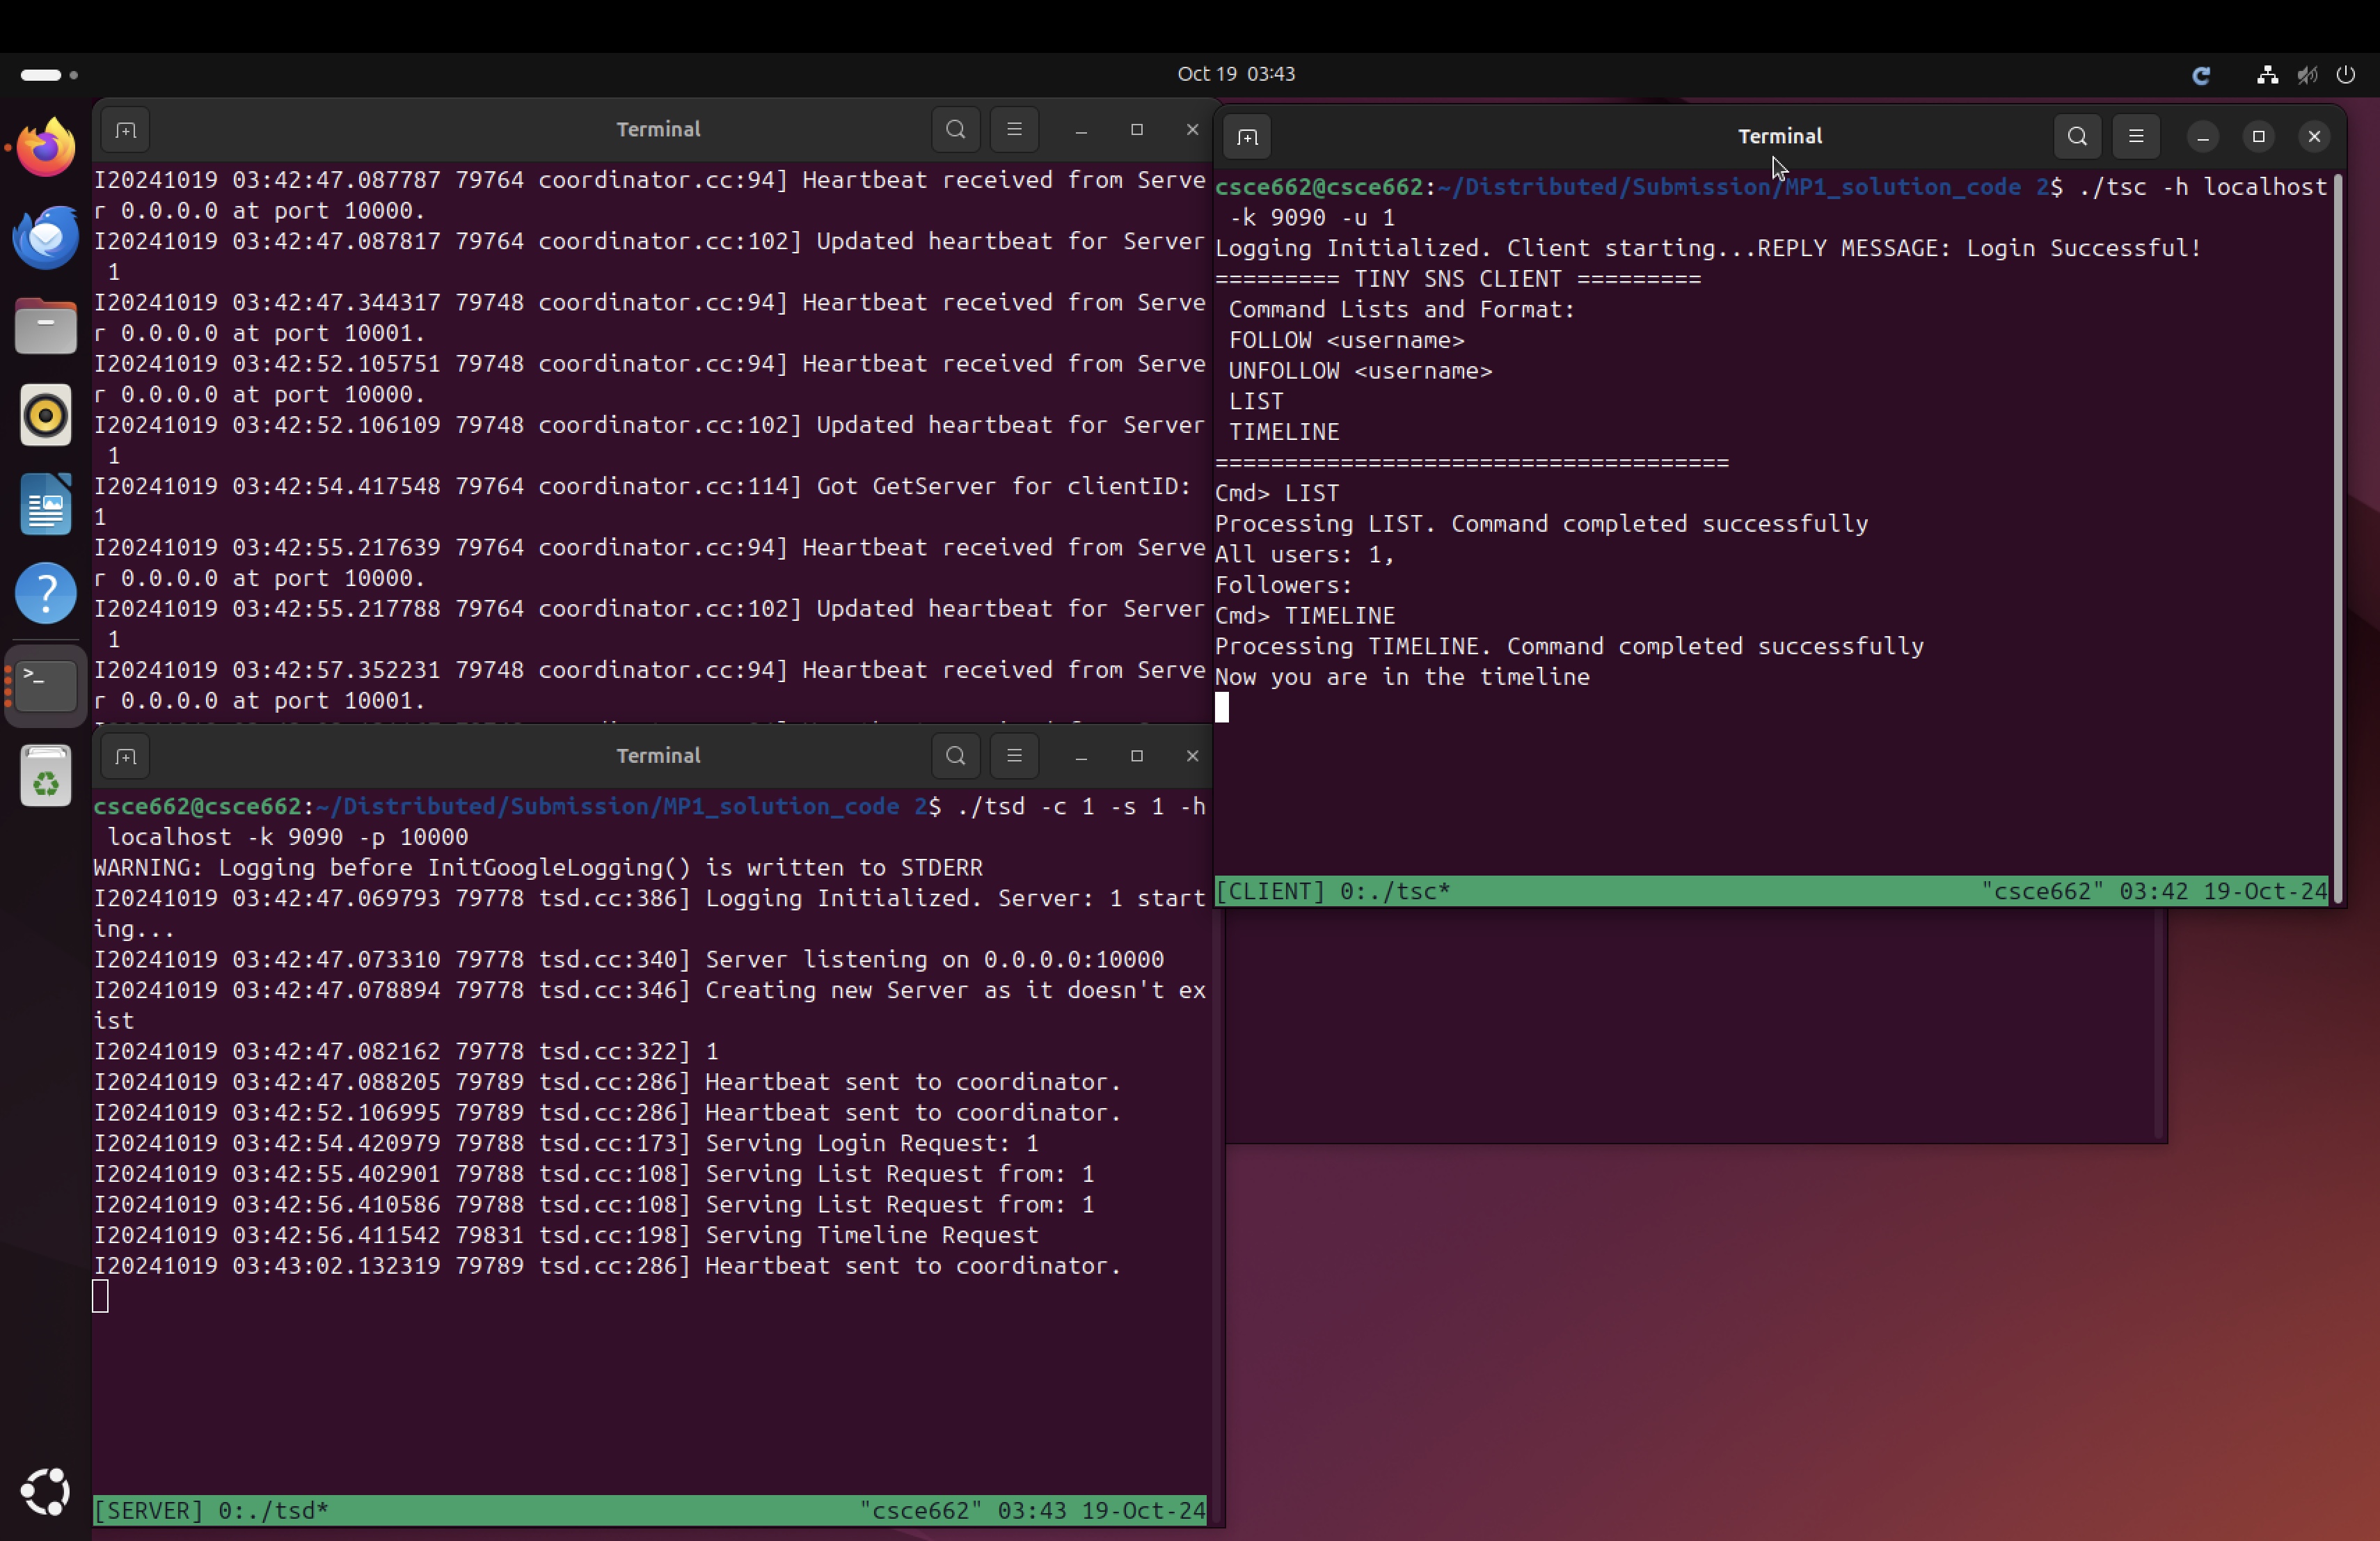 Oct 19 03:43
Terminal
I20241019 03:42:47.087787 79764 coordinator.cc:94] Heartbeat received from Serve
r 0.0.0.0 at port 10000.
I20241019 03:42:47.087817 79764 coordinator.cc:102] Updated heartbeat for Server
1
I20241019 03:42:47.344317 79748 coordinator.cc:94] Heartbeat received from Serve
r 0.0.0.0 at port 10001.
I20241019 03:42:52.105751 79748 coordinator.cc:94] Heartbeat received from Serve
r 0.0.0.0 at port 10000.
I20241019 03:42:52.106109 79748 coordinator.cc:102] Updated heartbeat for Server
1
I20241019 03:42:54.417548 79764 coordinator.cc:114] Got GetServer for clientID:
1
I20241019 03:42:55.217639 79764 coordinator.cc:94] Heartbeat received from Serve
r 0.0.0.0 at port 10000.
I20241019 03:42:55.217788 79764 coordinator.cc:102] Updated heartbeat for Server
1
I20241019 03:42:57.352231 79748 coordinator.cc:94] Heartbeat received from Serve
r 0.0.0.0 at port 10001.
Terminal
csce662@csce662:~/Distributed/Submission/MP1_solution_code 2$ ./tsc -h localhost
-k 9090 -u 1
Logging Initialized. Client starting...REPLY MESSAGE: Login Successful!
========= TINY SNS CLIENT =========
Command Lists and Format:
FOLLOW <username>
UNFOLLOW <username>
LIST
TIMELINE
=====================================
Cmd> LIST
Processing LIST. Command completed successfully
All users: 1,
Followers:
Cmd> TIMELINE
Processing TIMELINE. Command completed successfully
Now you are in the timeline
[CLIENT] 0:./tsc* "csce662" 03:42 19-Oct-24
Terminal
csce662@csce662:~/Distributed/Submission/MP1_solution_code 2$ ./tsd -c 1 -s 1 -h
localhost -k 9090 -p 10000
WARNING: Logging before InitGoogleLogging() is written to STDERR
I20241019 03:42:47.069793 79778 tsd.cc:386] Logging Initialized. Server: 1 start
ing...
I20241019 03:42:47.073310 79778 tsd.cc:340] Server listening on 0.0.0.0:10000
I20241019 03:42:47.078894 79778 tsd.cc:346] Creating new Server as it doesn't ex
ist
I20241019 03:42:47.082162 79778 tsd.cc:322] 1
I20241019 03:42:47.088205 79789 tsd.cc:286] Heartbeat sent to coordinator.
I20241019 03:42:52.106995 79789 tsd.cc:286] Heartbeat sent to coordinator.
I20241019 03:42:54.420979 79788 tsd.cc:173] Serving Login Request: 1
I20241019 03:42:55.402901 79788 tsd.cc:108] Serving List Request from: 1
I20241019 03:42:56.410586 79788 tsd.cc:108] Serving List Request from: 1
I20241019 03:42:56.411542 79831 tsd.cc:198] Serving Timeline Request
I20241019 03:43:02.132319 79789 tsd.cc:286] Heartbeat sent to coordinator.
[SERVER] 0:./tsd* "csce662" 03:43 19-Oct-24